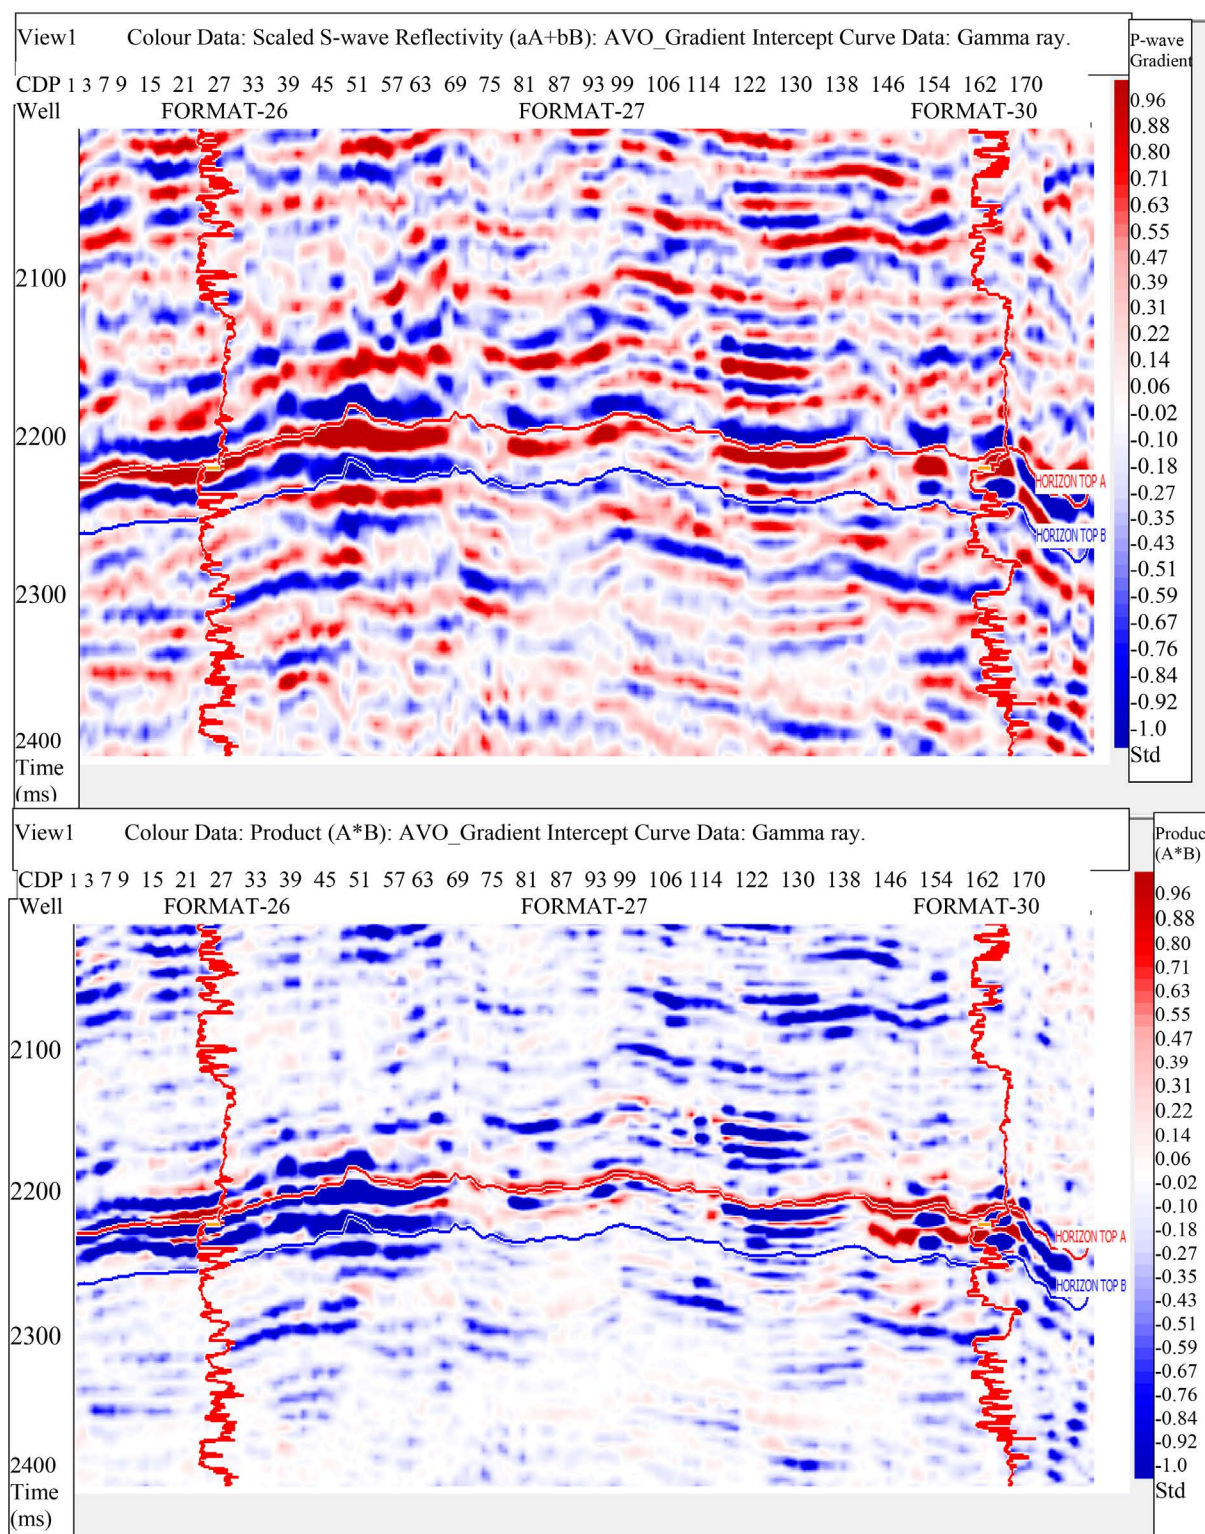 View1 Colour Data: Scaled S-wave Reflectivity (aA+bB): AVO_Gradient Intercept Curve Data: Gamma ray.
P-wave
Gradient
CDP 1 3 7 9 15 21 27 33 39 45 51 57 63 69 75 81 87 93 99 106 114 122 130 138 146 154 162 170
Well FORMAT-26 FORMAT-27 FORMAT-30
0.96
0.88
0.80
0.71
0.63
0.55
0.47
0.39
0.31
0.22
0.14
0.06
-0.02
-0.10
-0.18
-0.27
-0.35
-0.43
-0.51
-0.59
-0.67
-0.76
-0.84
-0.92
-1.0
Std
2100
2200
2300
2400
Time
(ms)
HORIZON TOP A
HORIZON TOP B
View1 Colour Data: Product (A*B): AVO_Gradient Intercept Curve Data: Gamma ray.
Produc
(A*B)
CDP 1 3 7 9 15 21 27 33 39 45 51 57 63 69 75 81 87 93 99 106 114 122 130 138 146 154 162 170
Well FORMAT-26 FORMAT-27 FORMAT-30
0.96
0.88
0.80
0.71
0.63
0.55
0.47
0.39
0.31
0.22
0.14
0.06
-0.02
-0.10
-0.18
-0.27
-0.35
-0.43
-0.51
-0.59
-0.67
-0.76
-0.84
-0.92
-1.0
Std
2100
2200
2300
2400
Time
(ms)
HORIZON TOP A
HORIZON TOP B